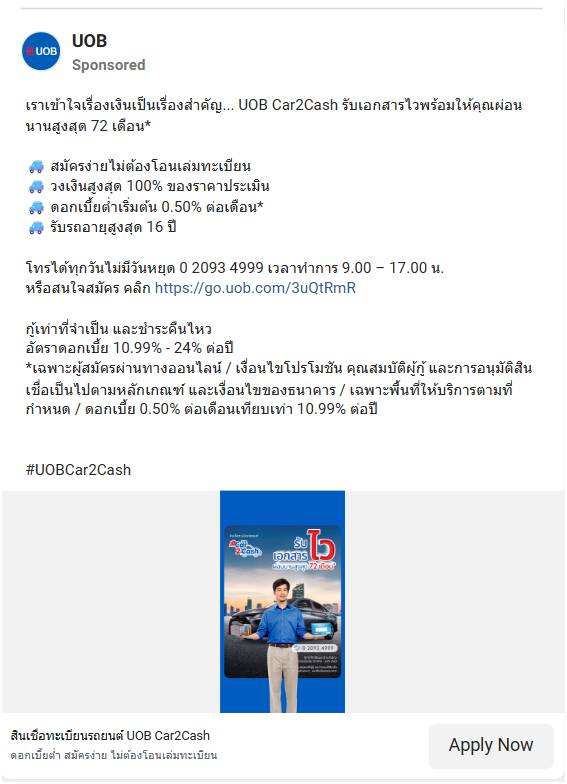 UOB
UOB
Sponsored
เราเข้าใจเรื่องเงินเป็นเรื่องสำคัญ... UOB Car2Cash รับเอกสารไวพร้อมให้คุณผ่อน
นานสูงสุด 72 เดือน*
สมัครง่ายไม่ต้องโอนเล่มทะเบียน
วงเงินสูงสุด 100% ของราคาประเมิน
ดอกเบี้ยต่ำเริ่มต้น 0.50% ต่อเดือน*
รับรถอายุสูงสุด 16 ปี
โทรได้ทุกวันไม่มีวันหยุด 0 2093 4999 เวลาทำการ 9.00 – 17.00 น.
หรือสนใจสมัคร คลิก https://go.uob.com/3uQtRmR
กู้เท่าที่จำเป็น และชำระคืนไหว
อัตราดอกเบี้ย 10.99% - 24% ต่อปี
*เฉพาะผู้สมัครผ่านทางออนไลน์ / เงื่อนไขโปรโมชัน คุณสมบัติผู้กู้ และการอนุมัติสิน
เชื่อเป็นไปตามหลักเกณฑ์ และเงื่อนไขของธนาคาร / เฉพาะพื้นที่ให้บริการตามที่
กำหนด / ดอกเบี้ย 0.50% ต่อเดือนเทียบเท่า 10.99% ต่อปี
#UOBCar2Cash
Car
2Cash
รับ
เอกสาร ไว
ผ่อนนานสูงสุด 72 เดือน*
0 2093 4999
สินเชื่อทะเบียนรถยนต์ UOB Car2Cash
ดอกเบี้ยต่ำ สมัครง่าย ไม่ต้องโอนเล่มทะเบียน
Apply Now